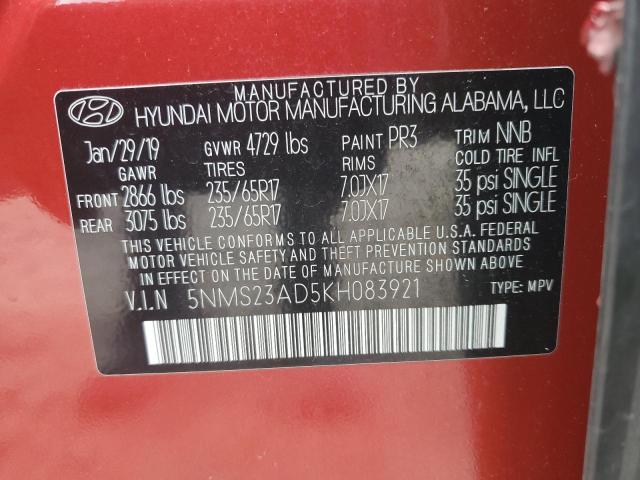 MANUFACTURED BY
HYUNDAI MOTOR MANUFACTURING ALABAMA, LLC
Jan/29/19 GVWR 4729 lbs PAINT PR3 TRIM NNB
GAWR TIRES RIMS COLD TIRE INFL
FRONT 2866 lbs 235/65R17 7.0JX17 35 psi SINGLE
REAR 3075 lbs 235/65R17 7.0JX17 35 psi SINGLE
THIS VEHICLE CONFORMS TO ALL APPLICABLE U.S.A. FEDERAL
MOTOR VEHICLE SAFETY, BUMPER, AND THEFT PREVENTION STANDARDS
IN EFFECT ON THE DATE OF MANUFACTURE SHOWN ABOVE.
V.I.N 5NMS23AD5KH083921 TYPE: MPV